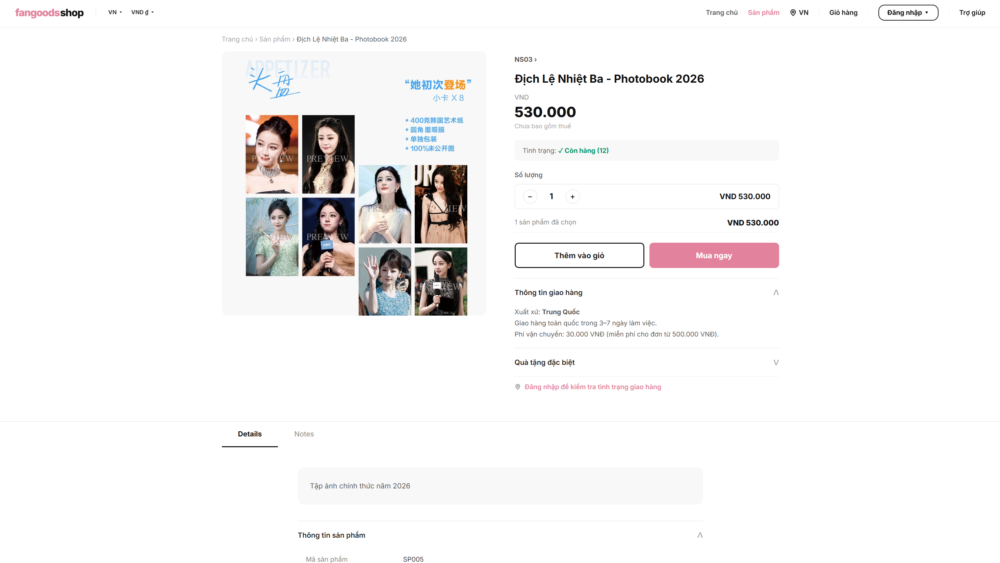 fangoodsshop
VN
VND ₫
Trang chủ
Sản phẩm
VN
Giỏ hàng
Đăng nhập
Trợ giúp
Trang chủ › Sản phẩm › Địch Lệ Nhiệt Ba - Photobook 2026
APPETIZER
头盘
“她初次登场”
小卡 X 8
* 400克韩国艺术纸
* 圆角 覆哑膜
* 单独包装
* 100%未公开图
PREVIEW
PREVIEW
PREVIEW
PREVIEW
PREVIEW
PREVIEW
PREVIEW
PREVIEW
NS03 ›
Địch Lệ Nhiệt Ba - Photobook 2026
VND
530.000
Chưa bao gồm thuế
Tình trạng: ✓ Còn hàng (12)
Số lượng
− 1 + VND 530.000
1 sản phẩm đã chọn VND 530.000
Thêm vào giỏ
Mua ngay
Thông tin giao hàng
Xuất xứ: Trung Quốc
Giao hàng toàn quốc trong 3–7 ngày làm việc.
Phí vận chuyển: 30.000 VNĐ (miễn phí cho đơn từ 500.000 VNĐ).
Quà tặng đặc biệt
Đăng nhập để kiểm tra tình trạng giao hàng
Details
Notes
Tập ảnh chính thức năm 2026
Thông tin sản phẩm
Mã sản phẩm SP005